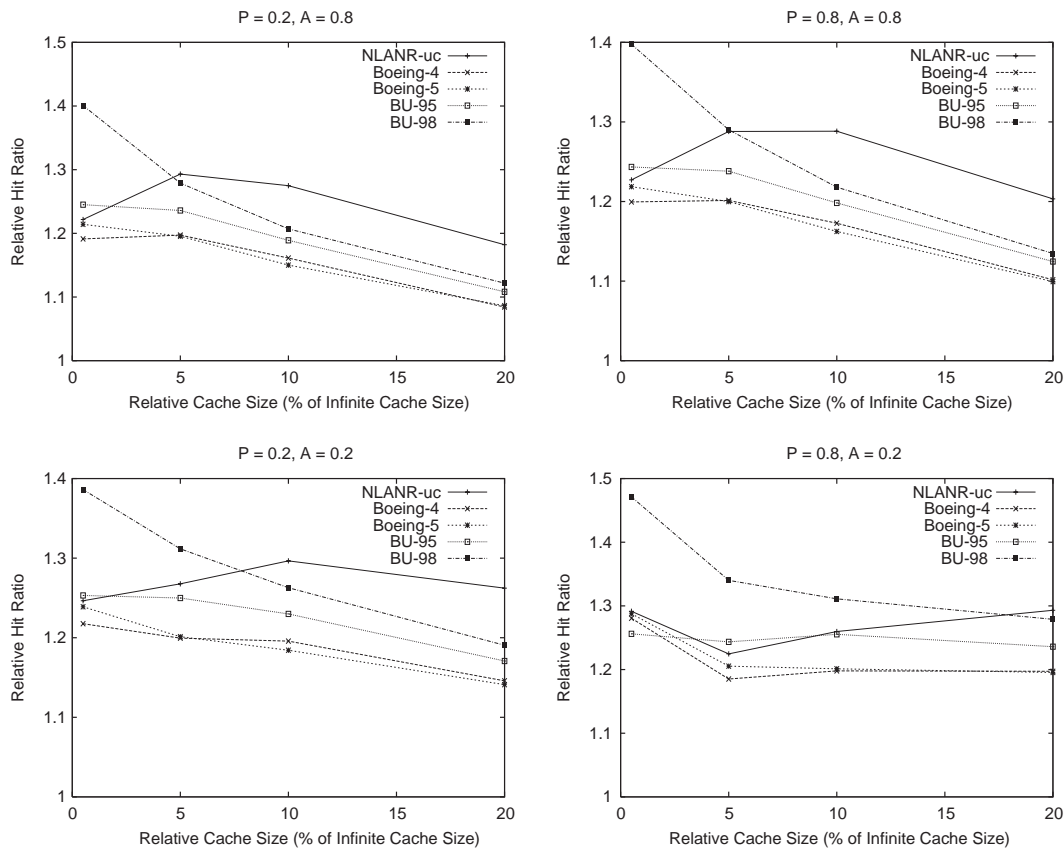 P = 0.2, A = 0.8
Relative Hit Ratio
1.5
1.4
1.3
1.2
1.1
1
NLANR-uc
Boeing-4
Boeing-5
BU-95
BU-98
0 5 10 15 20
Relative Cache Size (% of Infinite Cache Size)
P = 0.8, A = 0.8
Relative Hit Ratio
1.4
1.3
1.2
1.1
1
NLANR-uc
Boeing-4
Boeing-5
BU-95
BU-98
0 5 10 15 20
Relative Cache Size (% of Infinite Cache Size)
P = 0.2, A = 0.2
Relative Hit Ratio
1.4
1.3
1.2
1.1
1
NLANR-uc
Boeing-4
Boeing-5
BU-95
BU-98
0 5 10 15 20
Relative Cache Size (% of Infinite Cache Size)
P = 0.8, A = 0.2
Relative Hit Ratio
1.5
1.4
1.3
1.2
1.1
1
NLANR-uc
Boeing-4
Boeing-5
BU-95
BU-98
0 5 10 15 20
Relative Cache Size (% of Infinite Cache Size)